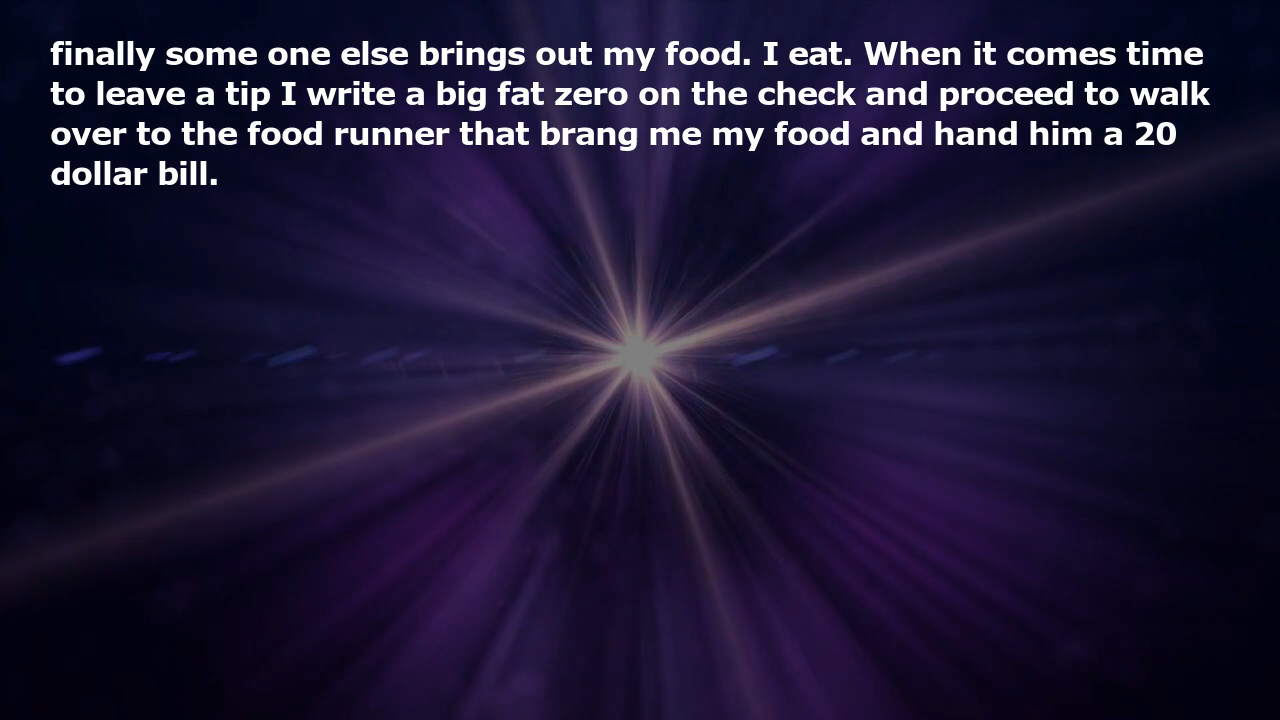 finally some one else brings out my food. I eat. When it comes time
to leave a tip I write a big fat zero on the check and proceed to walk
over to the food runner that brang me my food and hand him a 20
dollar bill.